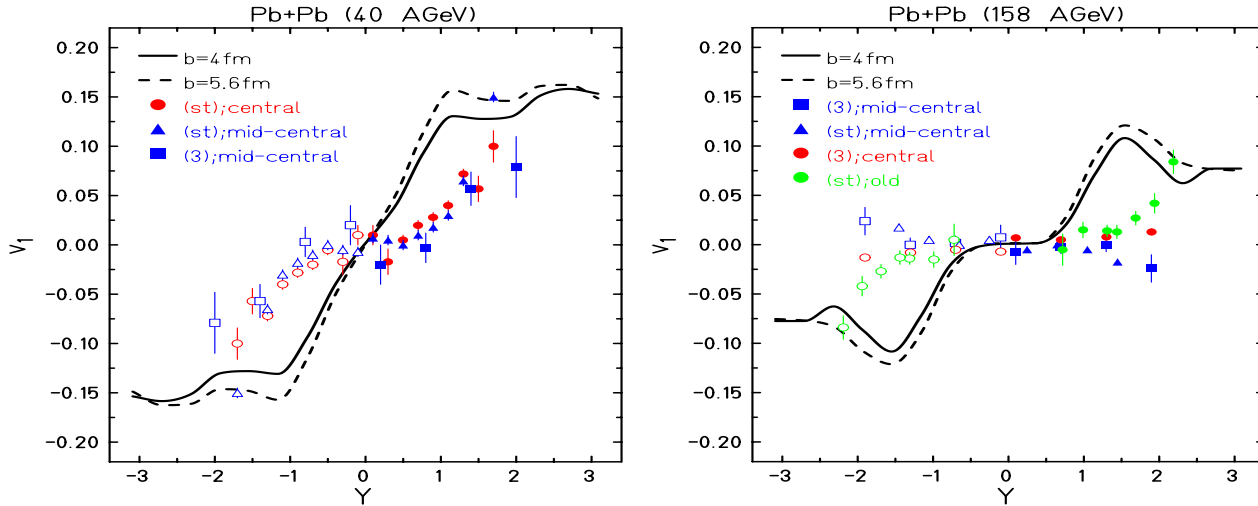 Pb+Pb (40 AGeV)
0.20
0.15
0.10
0.05
0.00
−0.05
−0.10
−0.15
−0.20
V1
b=4fm
b=5.6fm
(st);central
(st);mid-central
(3);mid-central
−3 −2 −1 0 1 2 3
Y
Pb+Pb (158 AGeV)
0.20
0.15
0.10
0.05
0.00
−0.05
−0.10
−0.15
−0.20
V1
b=4fm
b=5.6fm
(3);mid-central
(st);mid-central
(3);central
(st);old
−3 −2 −1 0 1 2 3
Y